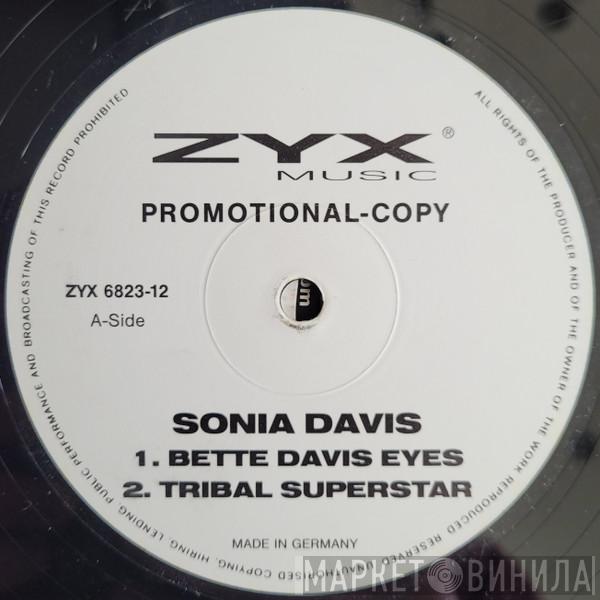 ZYX®
MUSIC
PROMOTIONAL-COPY
ZYX 6823-12
A-Side
om
SONIA DAVIS
1. BETTE DAVIS EYES
2. TRIBAL SUPERSTAR
MADE IN GERMANY
ALL RIGHTS OF THE PRODUCER AND OF THE OWNER OF THE WORK REPRODUCED RESERVED. UNAUTHORISED COPYING, HIRING, LENDING, PUBLIC PERFORMANCE AND BROADCASTING OF THIS RECORD PROHIBITED
МАРКЕТ ВИНИЛА